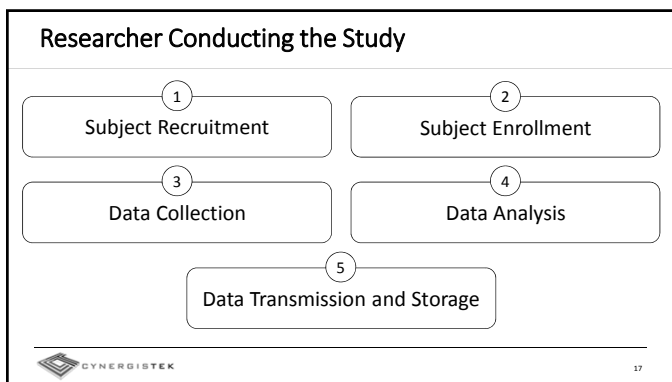 Researcher Conducting the Study
1
Subject Recruitment
2
Subject Enrollment
3
Data Collection
4
Data Analysis
5
Data Transmission and Storage
CYNERGISTEK
17